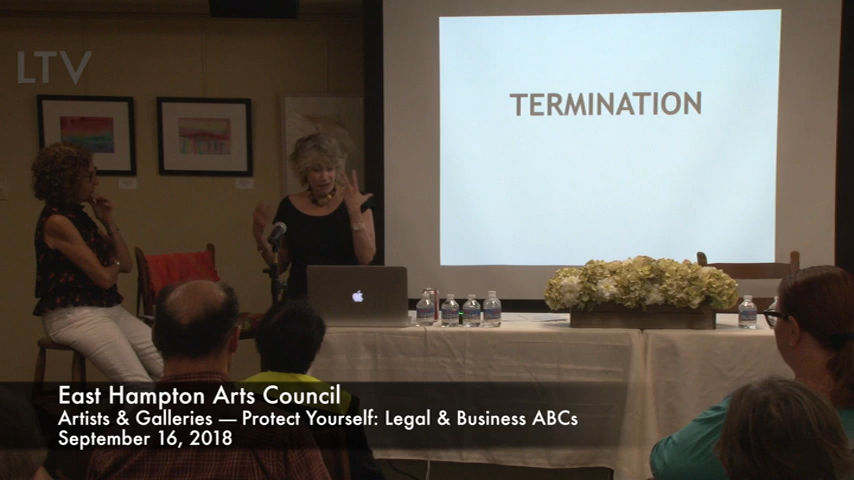 LTV
TERMINATION
East Hampton Arts Council
Artists & Galleries — Protect Yourself: Legal & Business ABCs
September 16, 2018